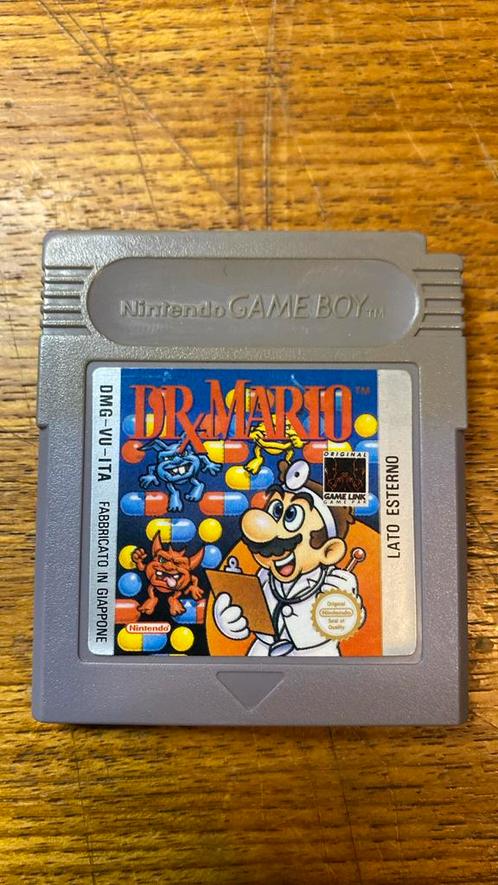 Nintendo GAME BOY TM
DR. MARIO TM
DMG-VU-ITA FABBRICATO IN GIAPPONE
ORIGINAL
GAME LINK
GAME PAK
LATO ESTERNO
Nintendo
Original
Nintendo
Seal of
Quality